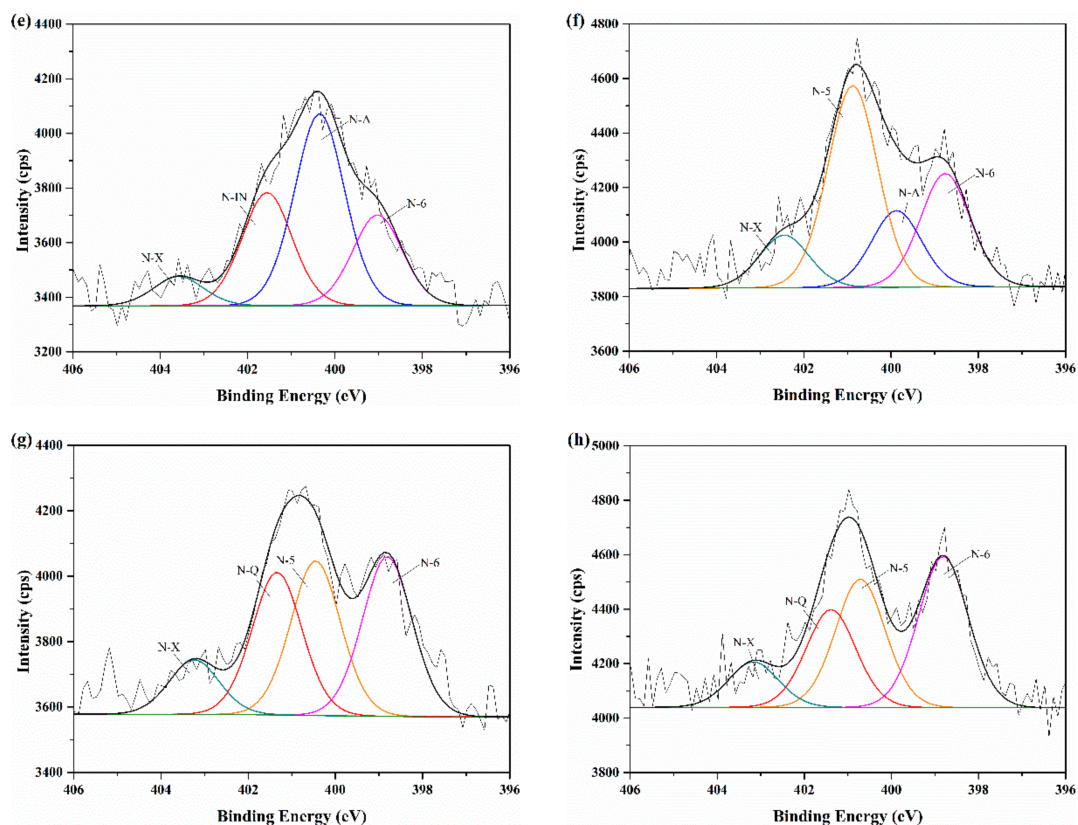 (e)
4400
4200
4000
3800
3600
3400
3200
Intensity (cps)
N-X
N-IN
N-A
N-6
406 404 402 400 398 396
Binding Energy (eV)
(f)
4800
4600
4400
4200
4000
3800
3600
Intensity (cps)
N-X
N-5
N-A
N-6
406 404 402 400 398 396
Binding Energy (eV)
(g)
4400
4200
4000
3800
3600
3400
Intensity (cps)
N-X
N-Q
N-5
N-6
406 404 402 400 398 396
Binding Energy (eV)
(h)
5000
4800
4600
4400
4200
4000
3800
Intensity (cps)
N-X
N-Q
N-5
N-6
406 404 402 400 398 396
Binding Energy (eV)